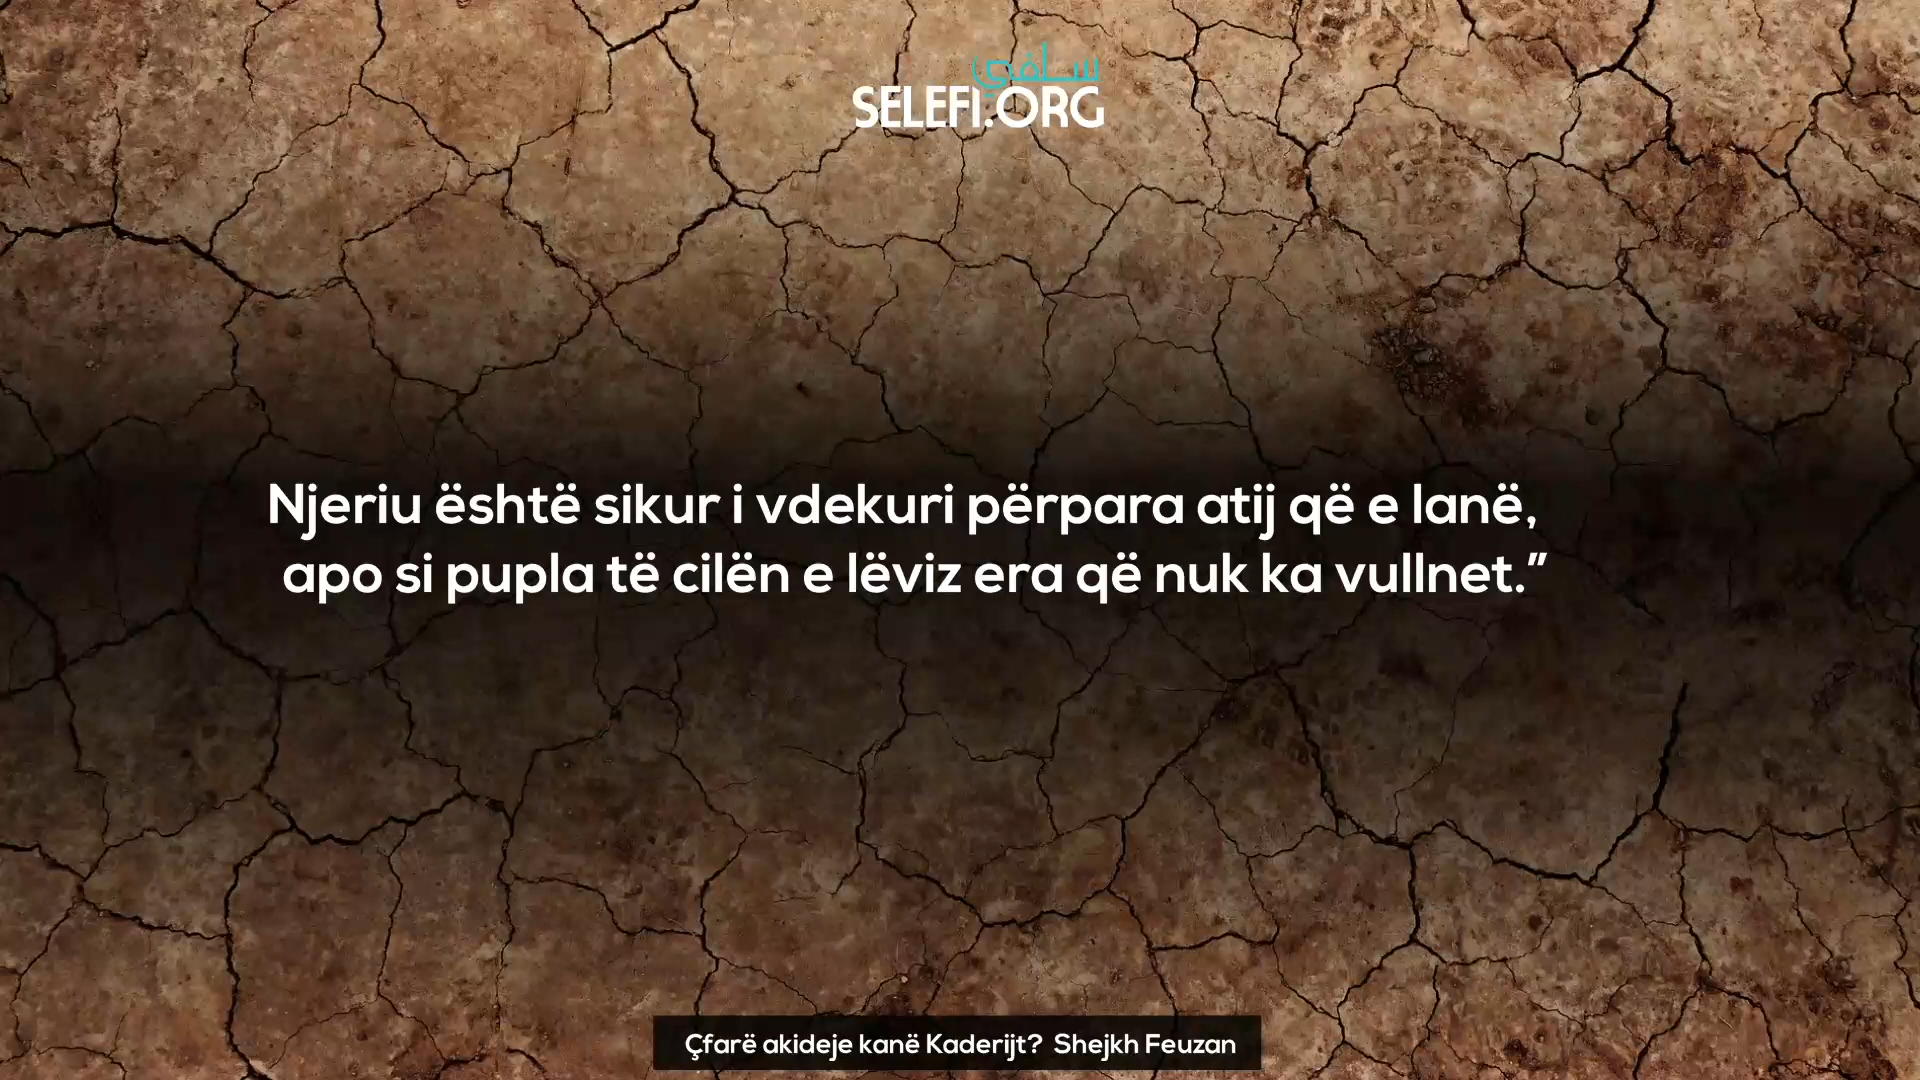 سلفي
SELEFI.ORG
Njeriu është sikur i vdekuri përpara atij që e lanë,
apo si pupla të cilën e lëviz era që nuk ka vullnet.”
Çfarë akideje kanë Kaderijt? Shejkh Feuzan